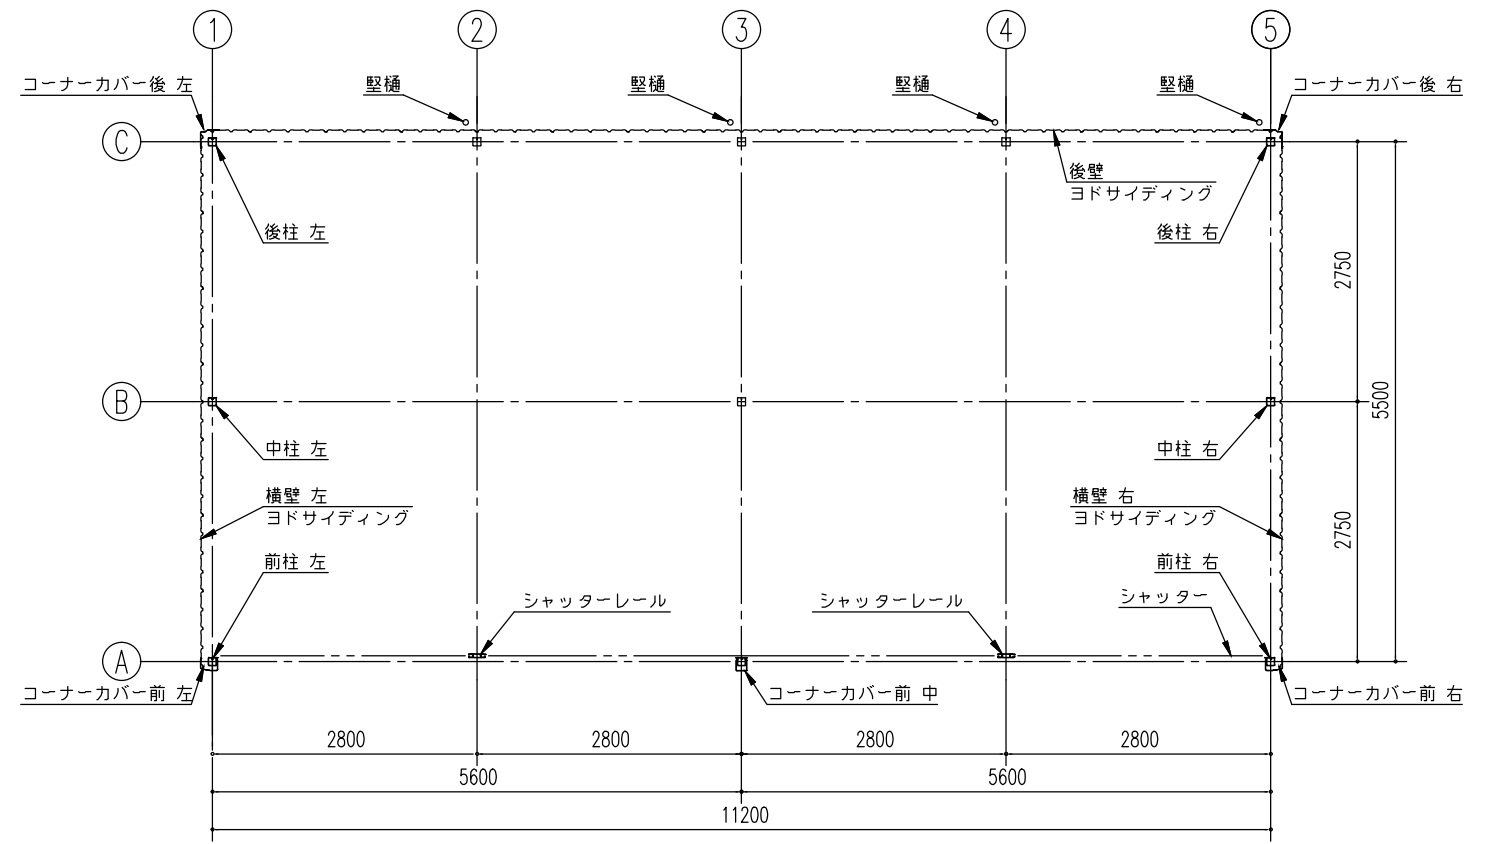 1
2
3
4
5
コーナーカバー後 左
堅樋
堅樋
堅樋
堅樋
コーナーカバー後 右
C
後壁
ヨドサイディング
後柱 左
後柱 右
2750
5500
B
中柱 左
中柱 右
横壁 左
ヨドサイディング
横壁 右
ヨドサイディング
2750
前柱 左
前柱 右
シャッターレール
シャッターレール
シャッター
A
コーナーカバー前 左
コーナーカバー前 中
コーナーカバー前 右
2800
2800
2800
2800
5600
5600
11200